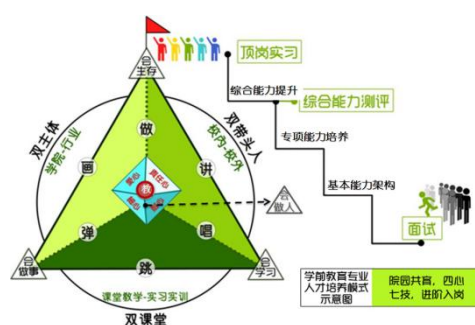 会
生存
顶岗实习
综合能力提升
综合能力测评
专项能力培养
基本能力架构
面试
双主体
学院-行业
双带头人
校内-校外
做
画
讲
弹
唱
跳
爱心
责任心
教
会
做人
会
做事
会
学习
课堂教学-实习实训
双课堂
学前教育专业
人才培养模式
示意图
院园共育，四心
七技，进阶入岗